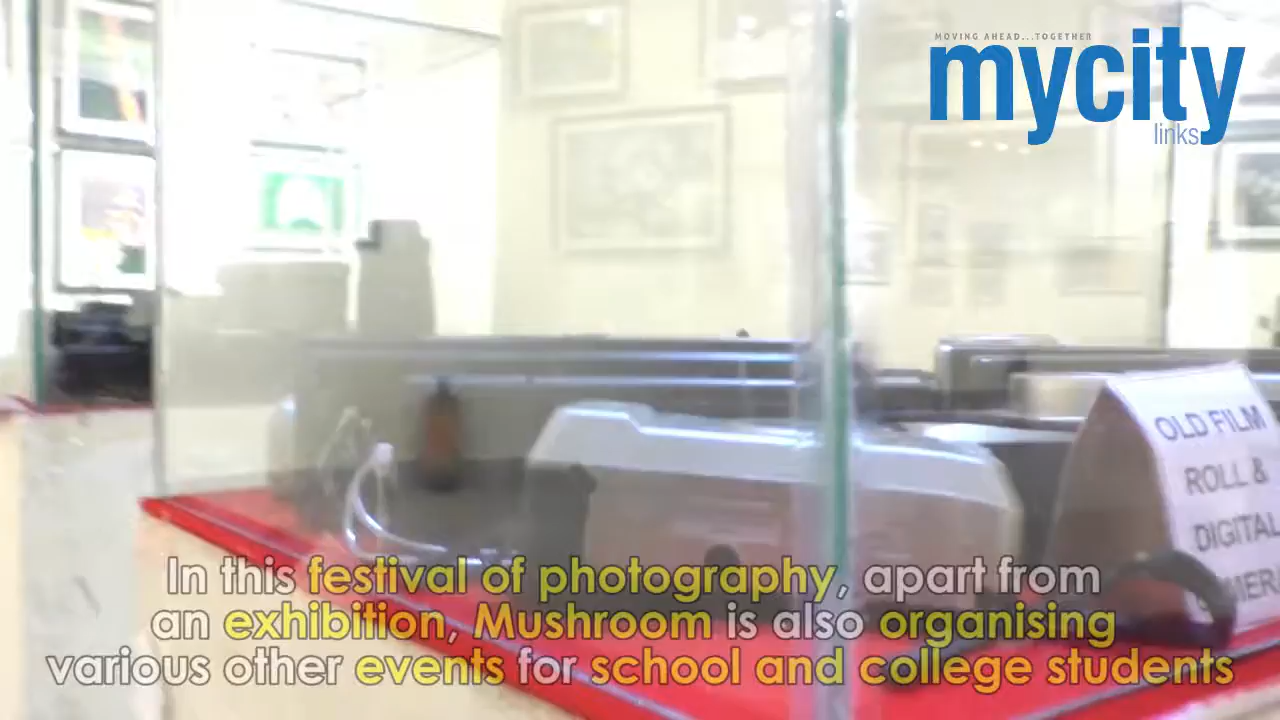 MOVING AHEAD...TOGETHER
mycity
links
OLD FILM
ROLL &
DIGITAL
In this festival of photography, apart from
an exhibition, Mushroom is also organising
various other events for school and college students